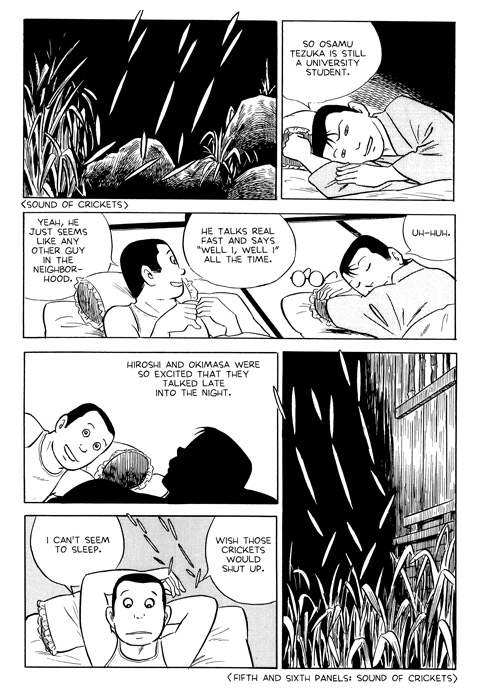 SO OSAMU
TEZUKA IS STILL
A UNIVERSITY
STUDENT.
<SOUND OF CRICKETS>
YEAH, HE
JUST SEEMS
LIKE ANY
OTHER GUY
IN THE
NEIGHBOR-
HOOD.
HE TALKS REAL
FAST AND SAYS
"WELL I, WELL I"
ALL THE TIME.
UH-HUH.
HIROSHI AND OKIMASA WERE
SO EXCITED THAT THEY
TALKED LATE
INTO THE NIGHT.
I CAN'T SEEM
TO SLEEP.
WISH THOSE
CRICKETS
WOULD
SHUT UP.
<FIFTH AND SIXTH PANELS: SOUND OF CRICKETS>